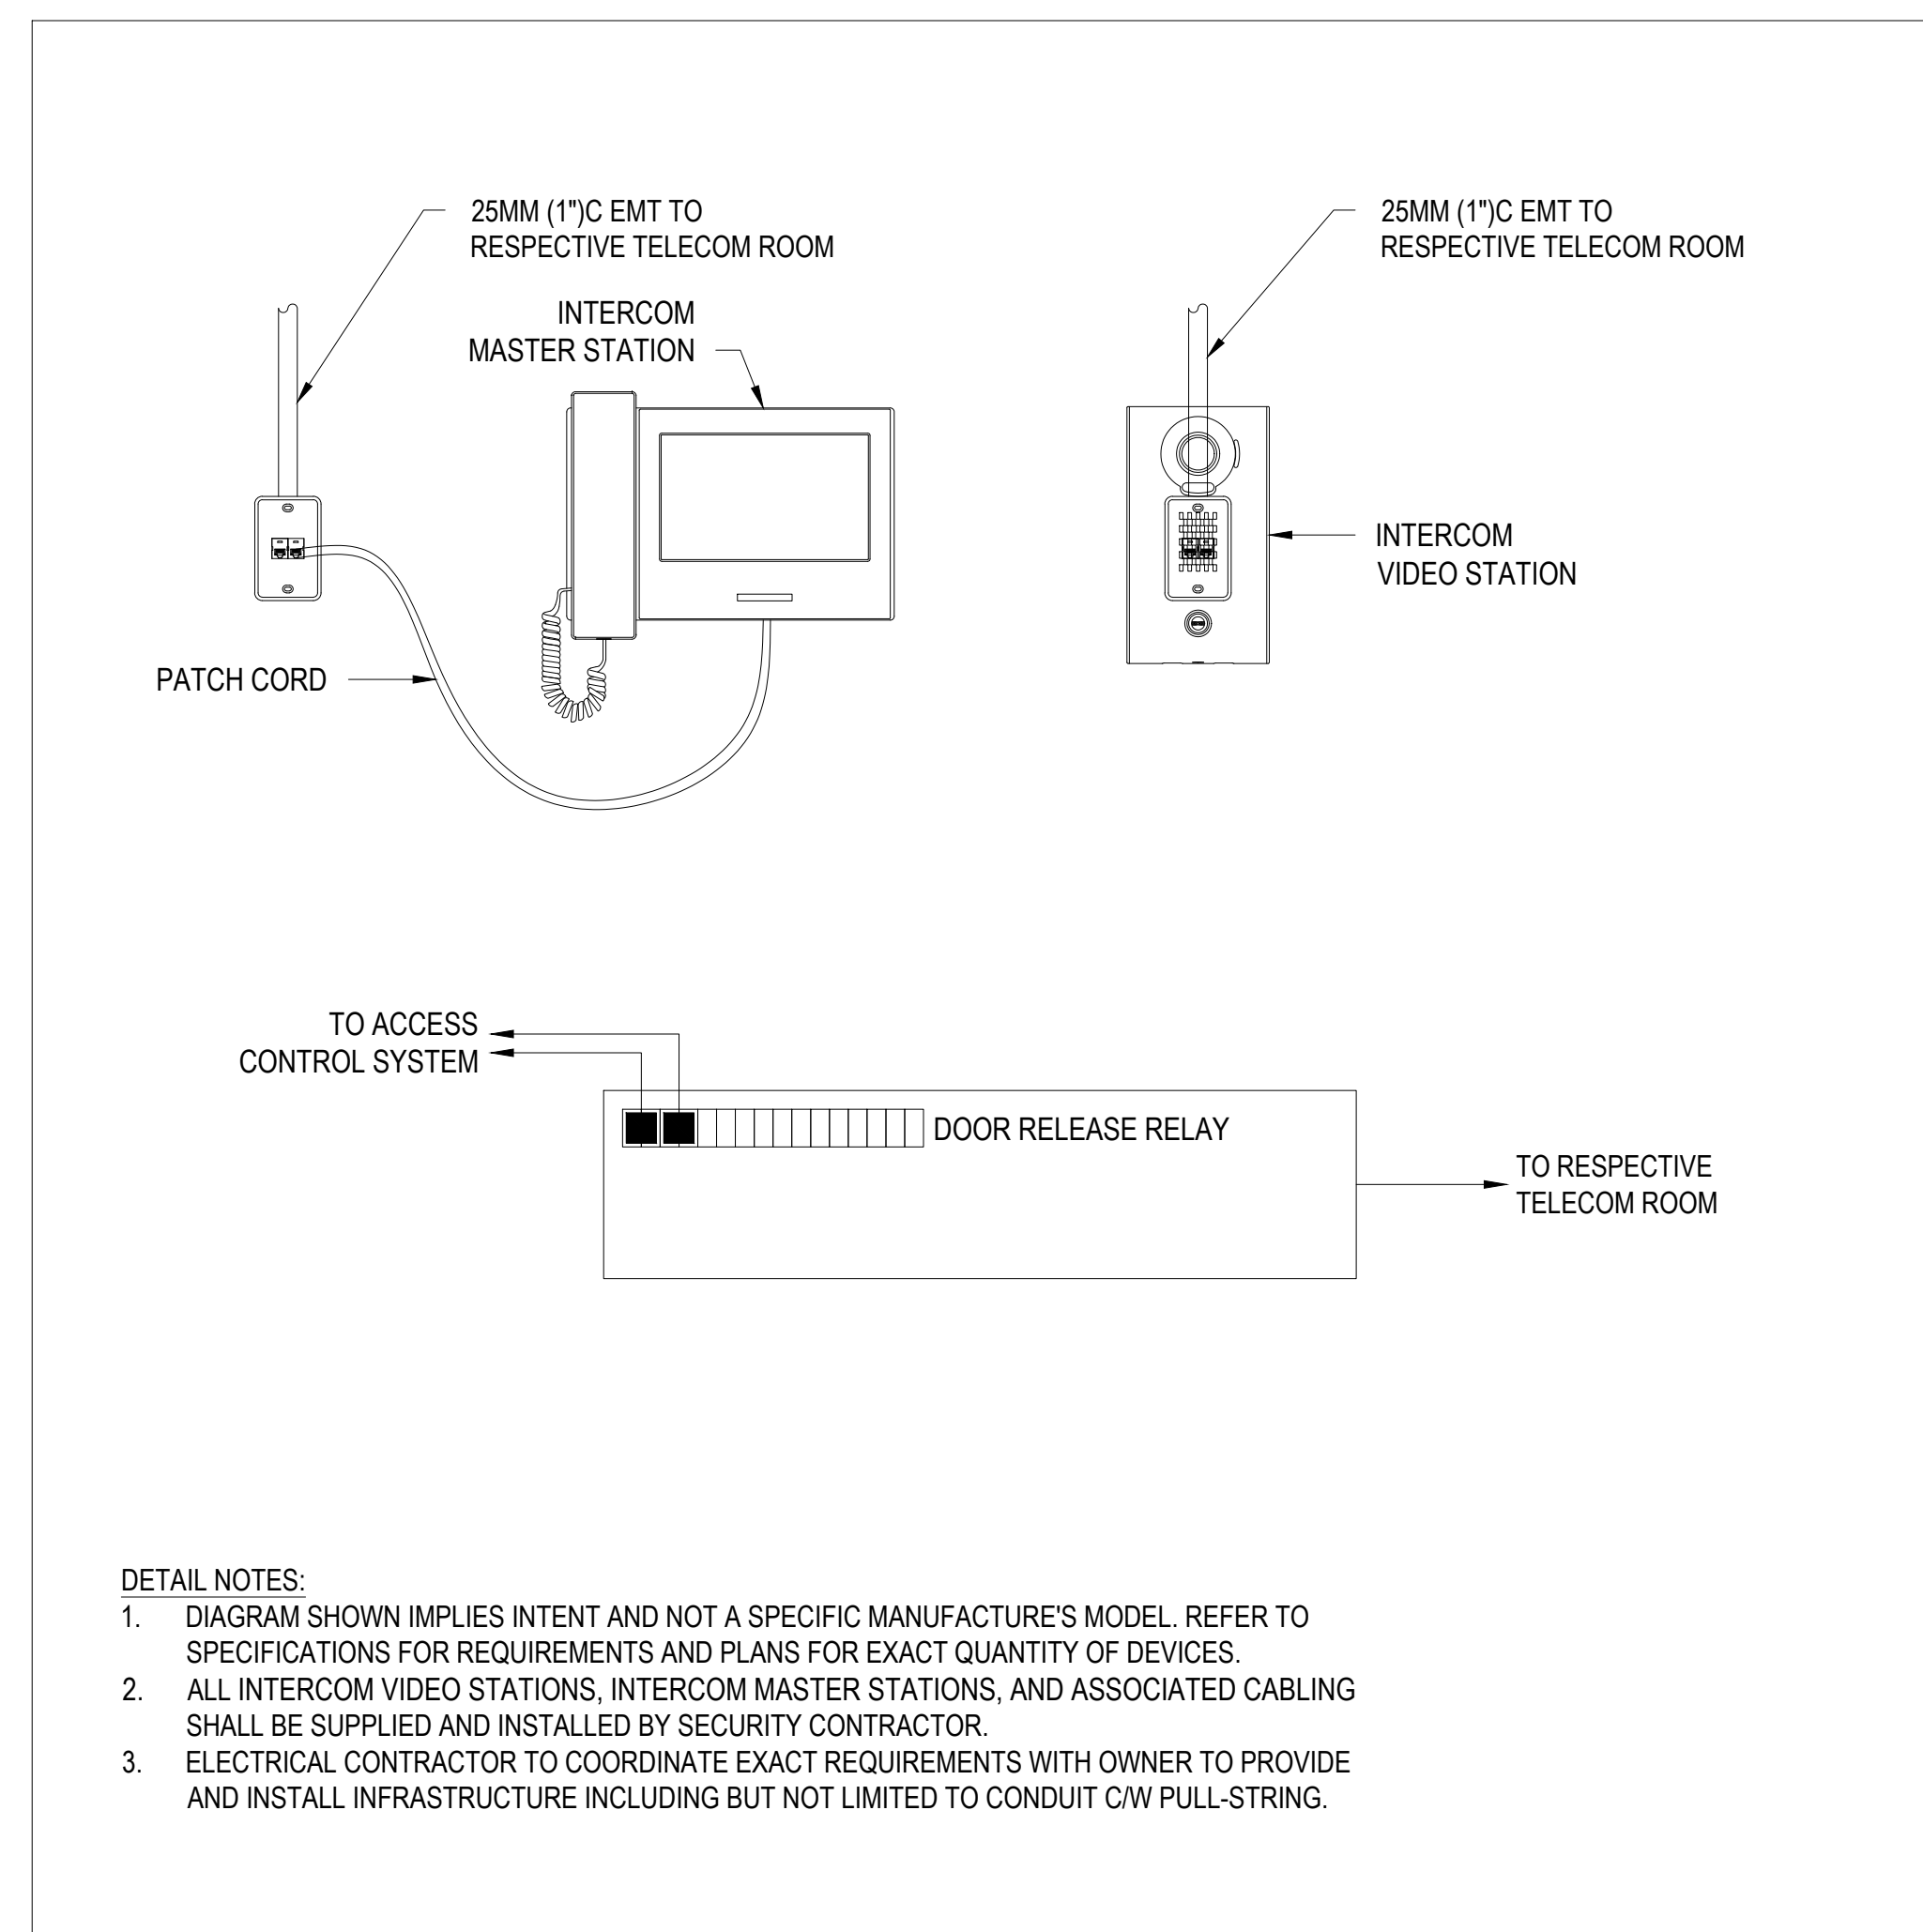 25MM (1")C EMT TO
RESPECTIVE TELECOM ROOM
25MM (1")C EMT TO
RESPECTIVE TELECOM ROOM
INTERCOM
MASTER STATION
INTERCOM
VIDEO STATION
PATCH CORD
TO ACCESS
CONTROL SYSTEM
DOOR RELEASE RELAY
TO RESPECTIVE
TELECOM ROOM
DETAIL NOTES:
1. DIAGRAM SHOWN IMPLIES INTENT AND NOT A SPECIFIC MANUFACTURE'S MODEL. REFER TO
SPECIFICATIONS FOR REQUIREMENTS AND PLANS FOR EXACT QUANTITY OF DEVICES.
2. ALL INTERCOM VIDEO STATIONS, INTERCOM MASTER STATIONS, AND ASSOCIATED CABLING
SHALL BE SUPPLIED AND INSTALLED BY SECURITY CONTRACTOR.
3. ELECTRICAL CONTRACTOR TO COORDINATE EXACT REQUIREMENTS WITH OWNER TO PROVIDE
AND INSTALL INFRASTRUCTURE INCLUDING BUT NOT LIMITED TO CONDUIT C/W PULL-STRING.